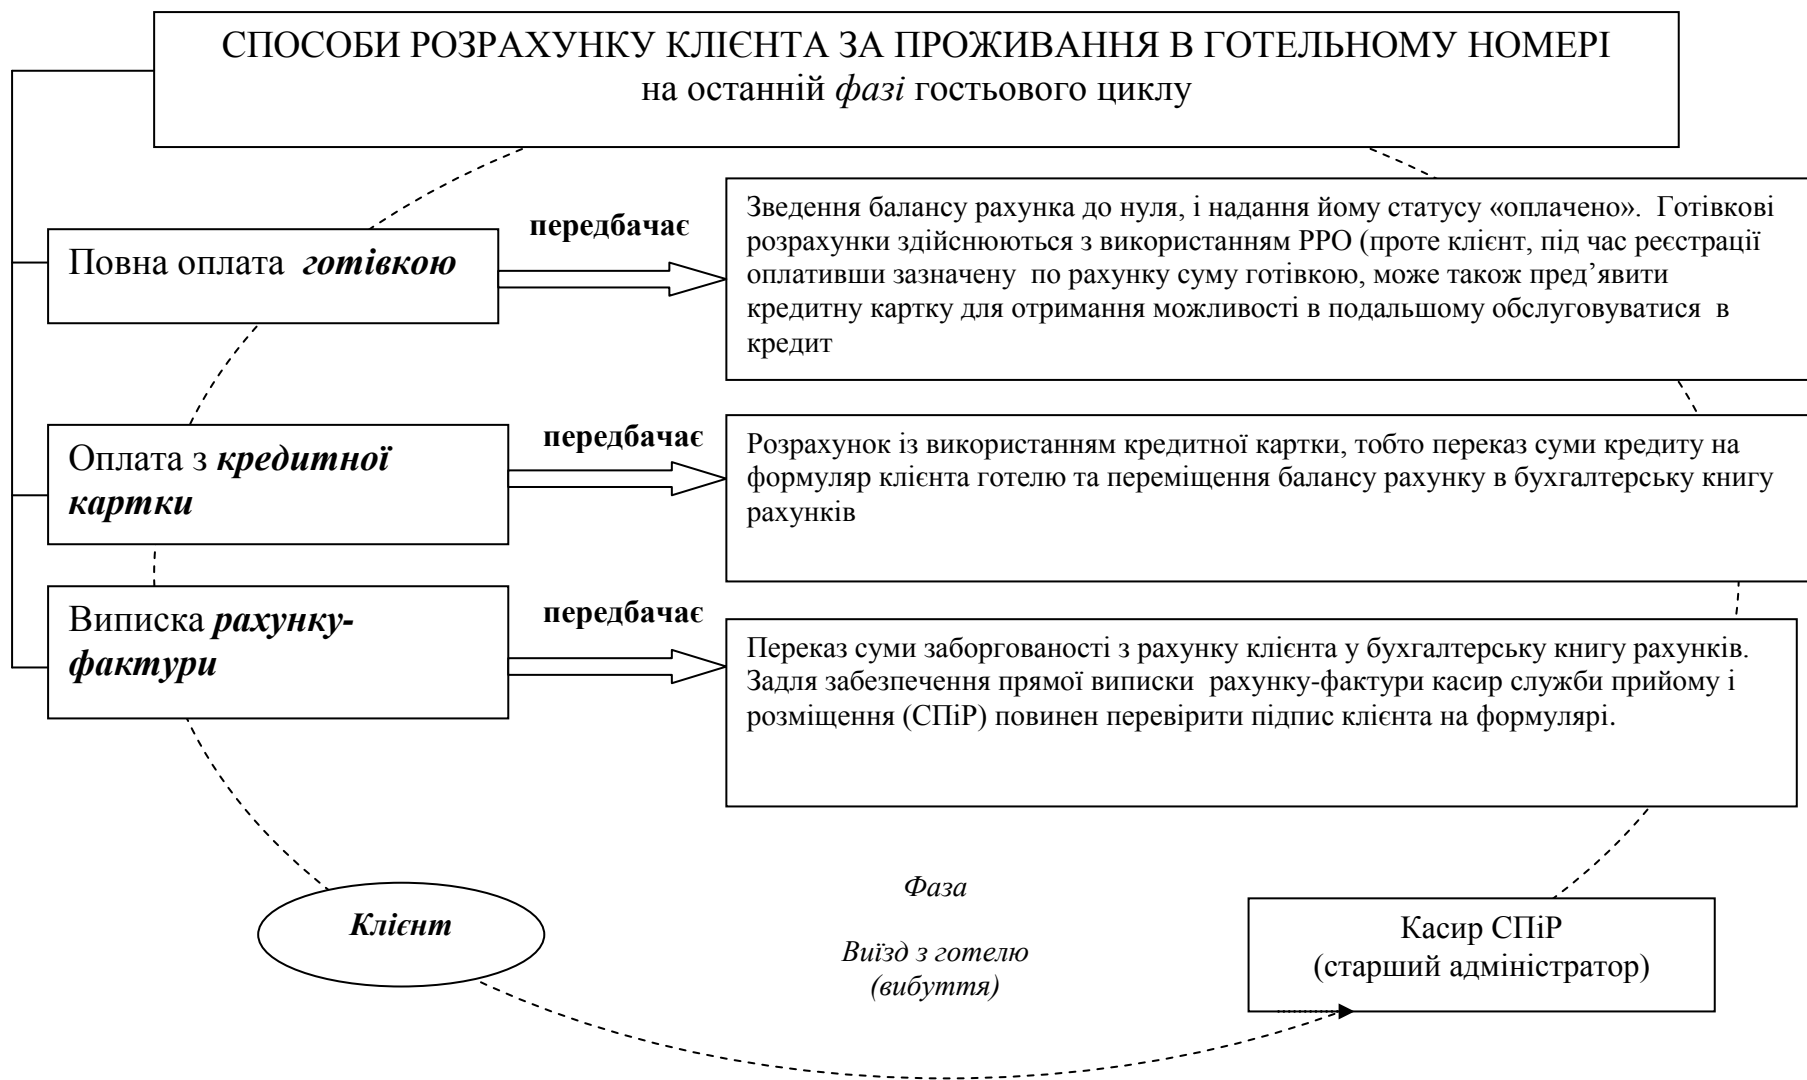 СПОСОБИ РОЗРАХУНКУ КЛІЄНТА ЗА ПРОЖИВАННЯ В ГОТЕЛЬНОМУ НОМЕРІ
на останній фазі гостьового циклу
Повна оплата готівкою
передбачає
Зведення балансу рахунка до нуля, і надання йому статусу «оплачено». Готівкові
розрахунки здійснюються з використанням РРО (проте клієнт, під час реєстрації
оплативши зазначену по рахунку суму готівкою, може також пред’явити
кредитну картку для отримання можливості в подальшому обслуговуватися в
кредит
Оплата з кредитної
картки
передбачає
Розрахунок із використанням кредитної картки, тобто переказ суми кредиту на
формуляр клієнта готелю та переміщення балансу рахунку в бухгалтерську книгу
рахунків
Виписка рахунку-
фактури
передбачає
Переказ суми заборгованості з рахунку клієнта у бухгалтерську книгу рахунків.
Задля забезпечення прямої виписки рахунку-фактури касир служби прийому і
розміщення (СПіР) повинен перевірити підпис клієнта на формулярі.
Клієнт
Фаза
Виїзд з готелю
(вибуття)
Касир СПіР
(старший адміністратор)